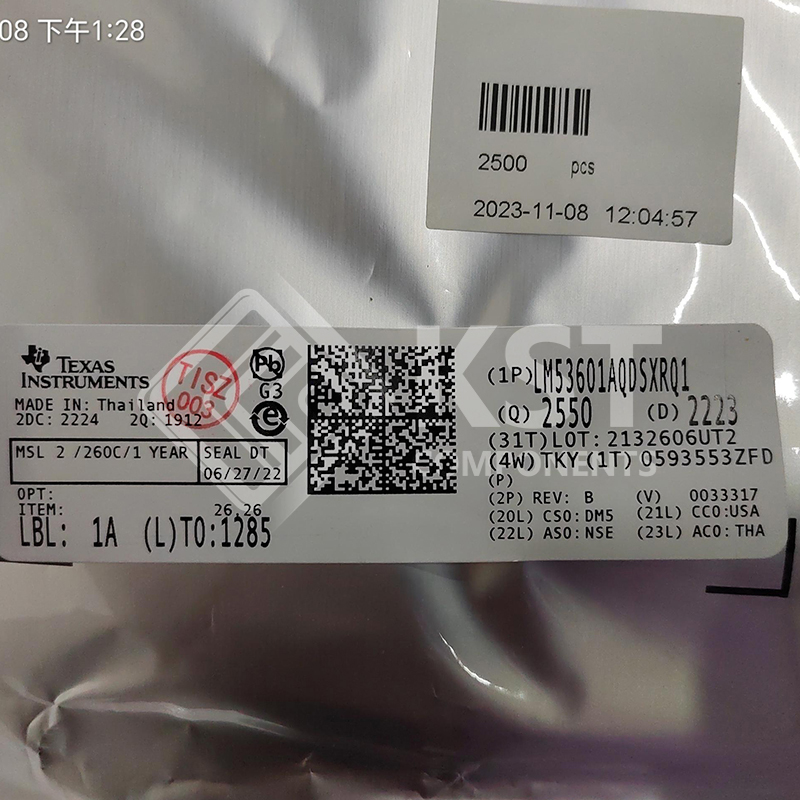 08 下午1:28
2500 pcs
2023-11-08 12:04:57
KST
COMPONENTS
TEXAS
INSTRUMENTS
TISZ
003
Pb
G3
e
MADE IN: Thailand
2DC: 2224 2Q: 1912
MSL 2 /260C/1 YEAR
SEAL DT
06/27/22
OPT:
ITEM: 26,26
LBL: 1A (L)TO:1285
(1P)LM53601AQDSXRQ1
(Q) 2550 (D) 2223
(31T)LOT: 2132606UT2
(4W)TKY(1T) 0593553ZFD
(P)
(2P) REV: B (V) 0033317
(20L) CSO:DM5 (21L) CCO:USA
(22L) ASO:NSE (23L) ACO:THA